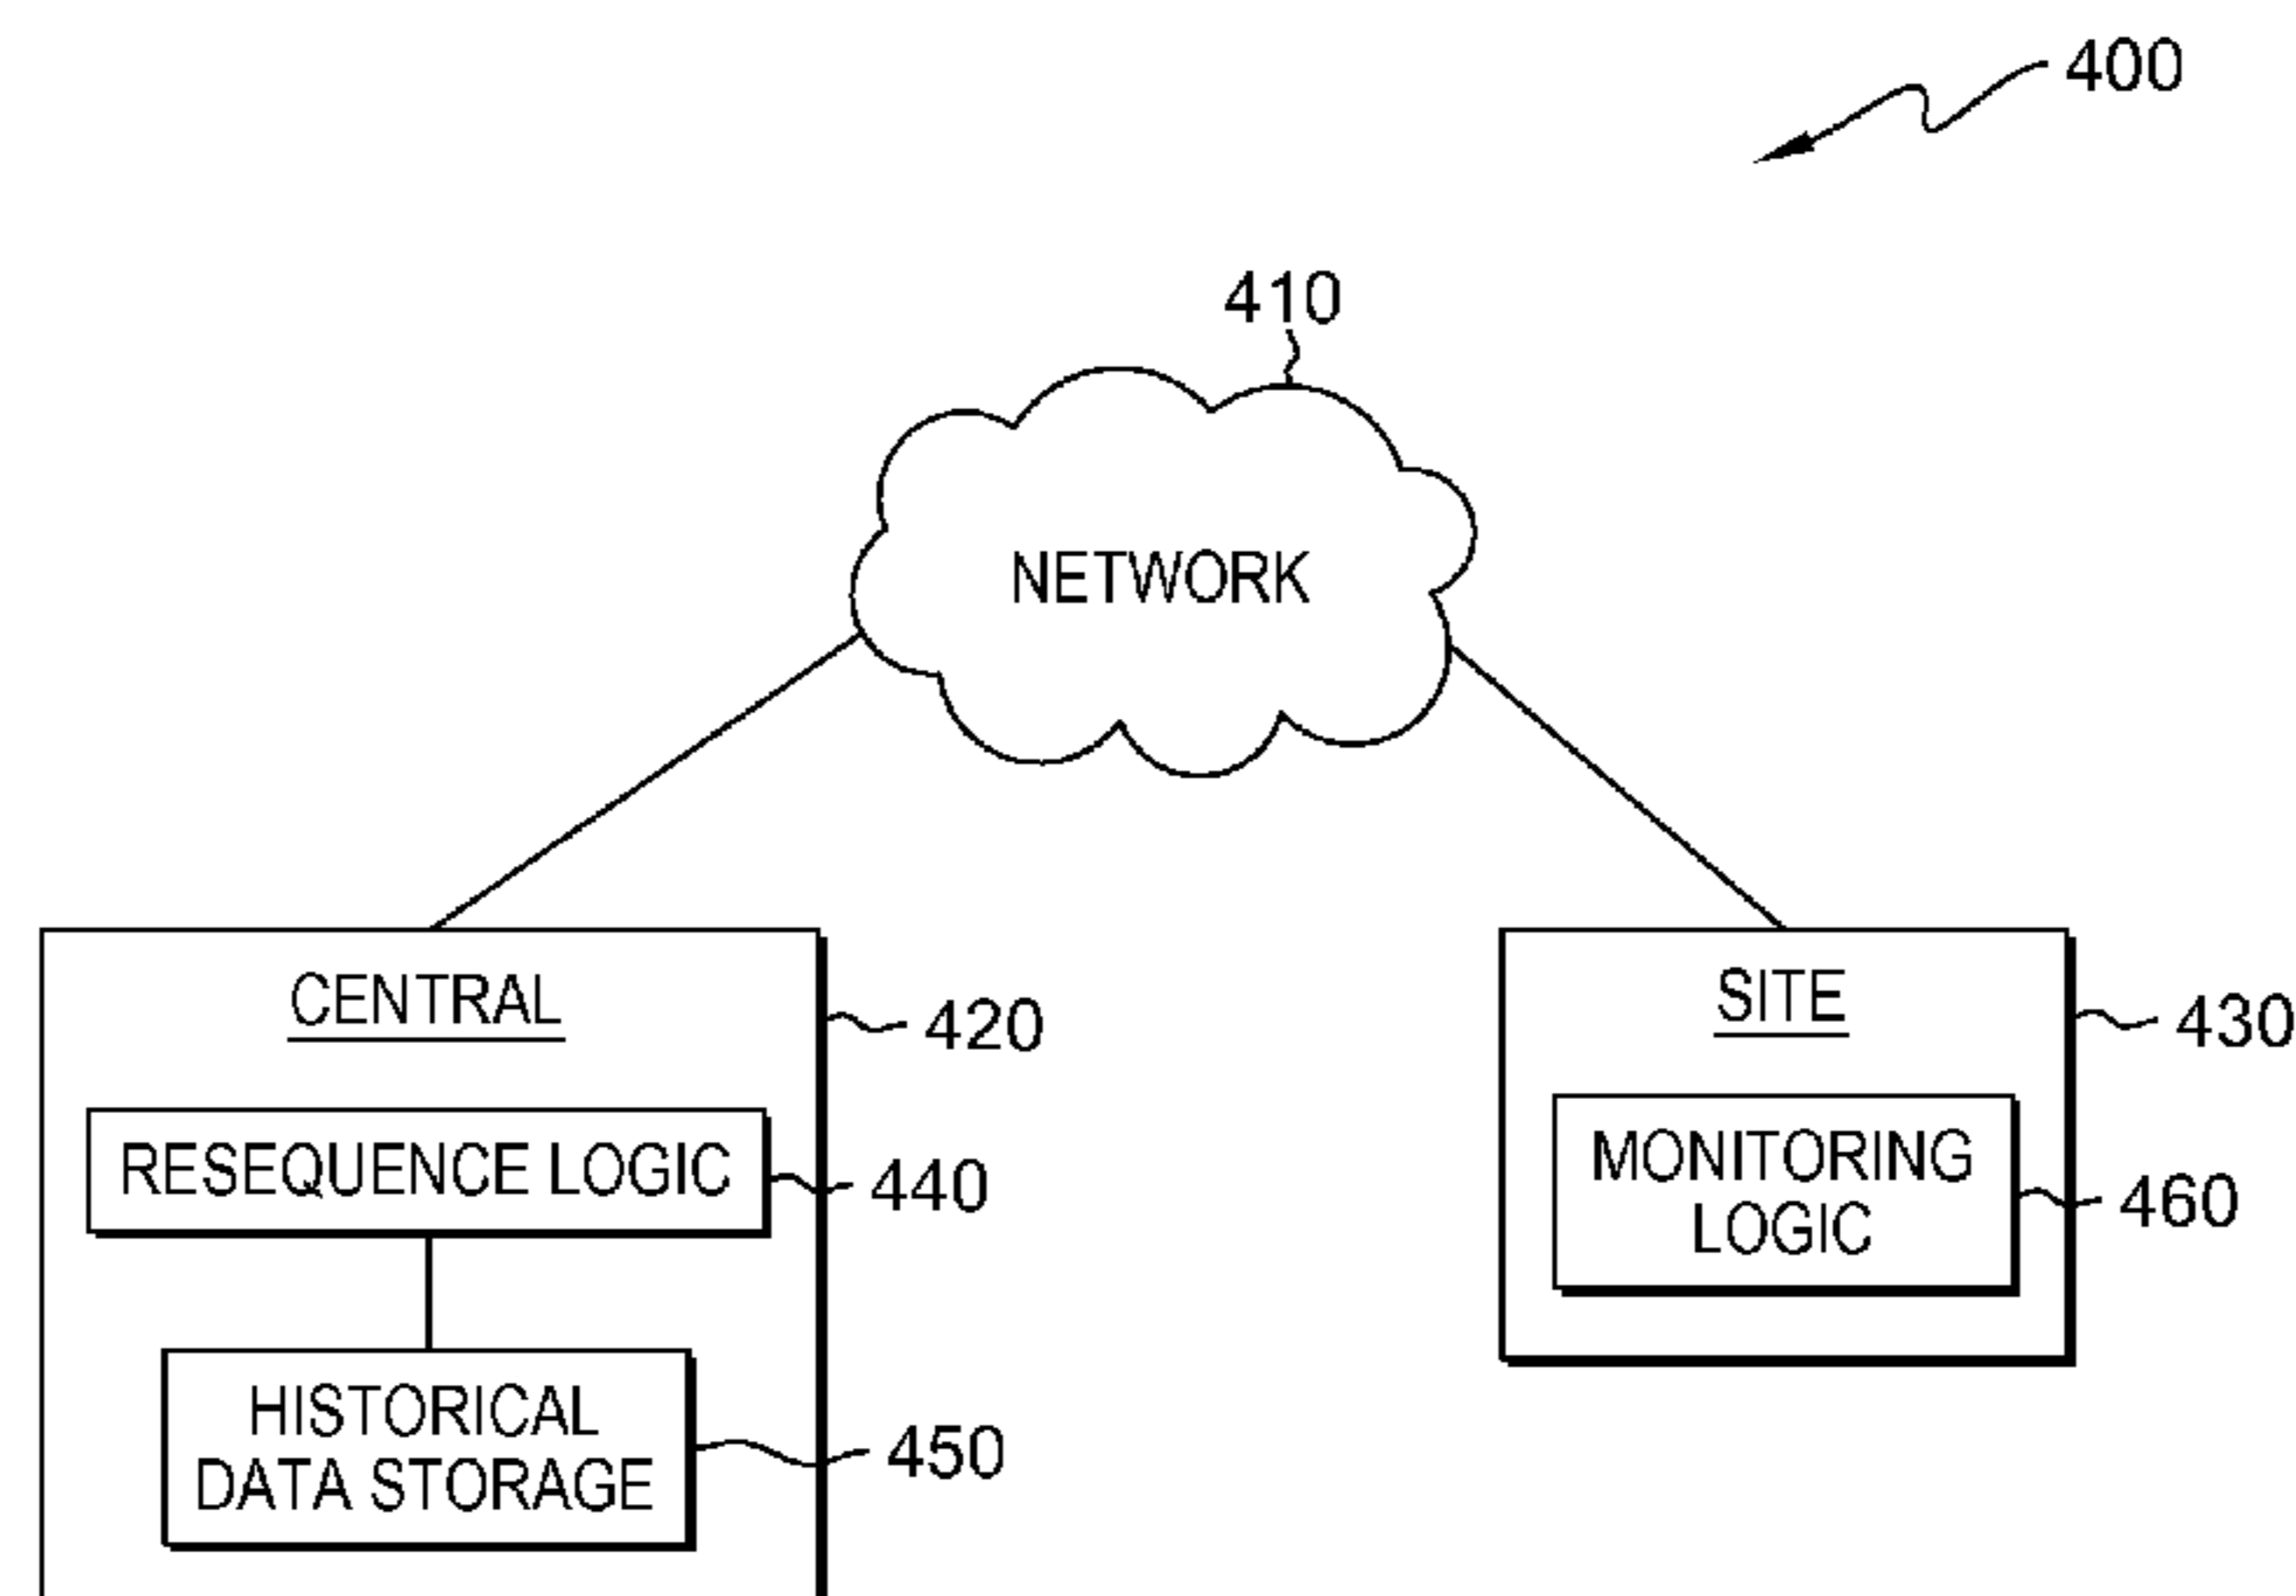 400
410
NETWORK
CENTRAL
420
SITE
430
RESEQUENCE LOGIC
440
MONITORING
LOGIC
460
HISTORICAL
DATA STORAGE
450